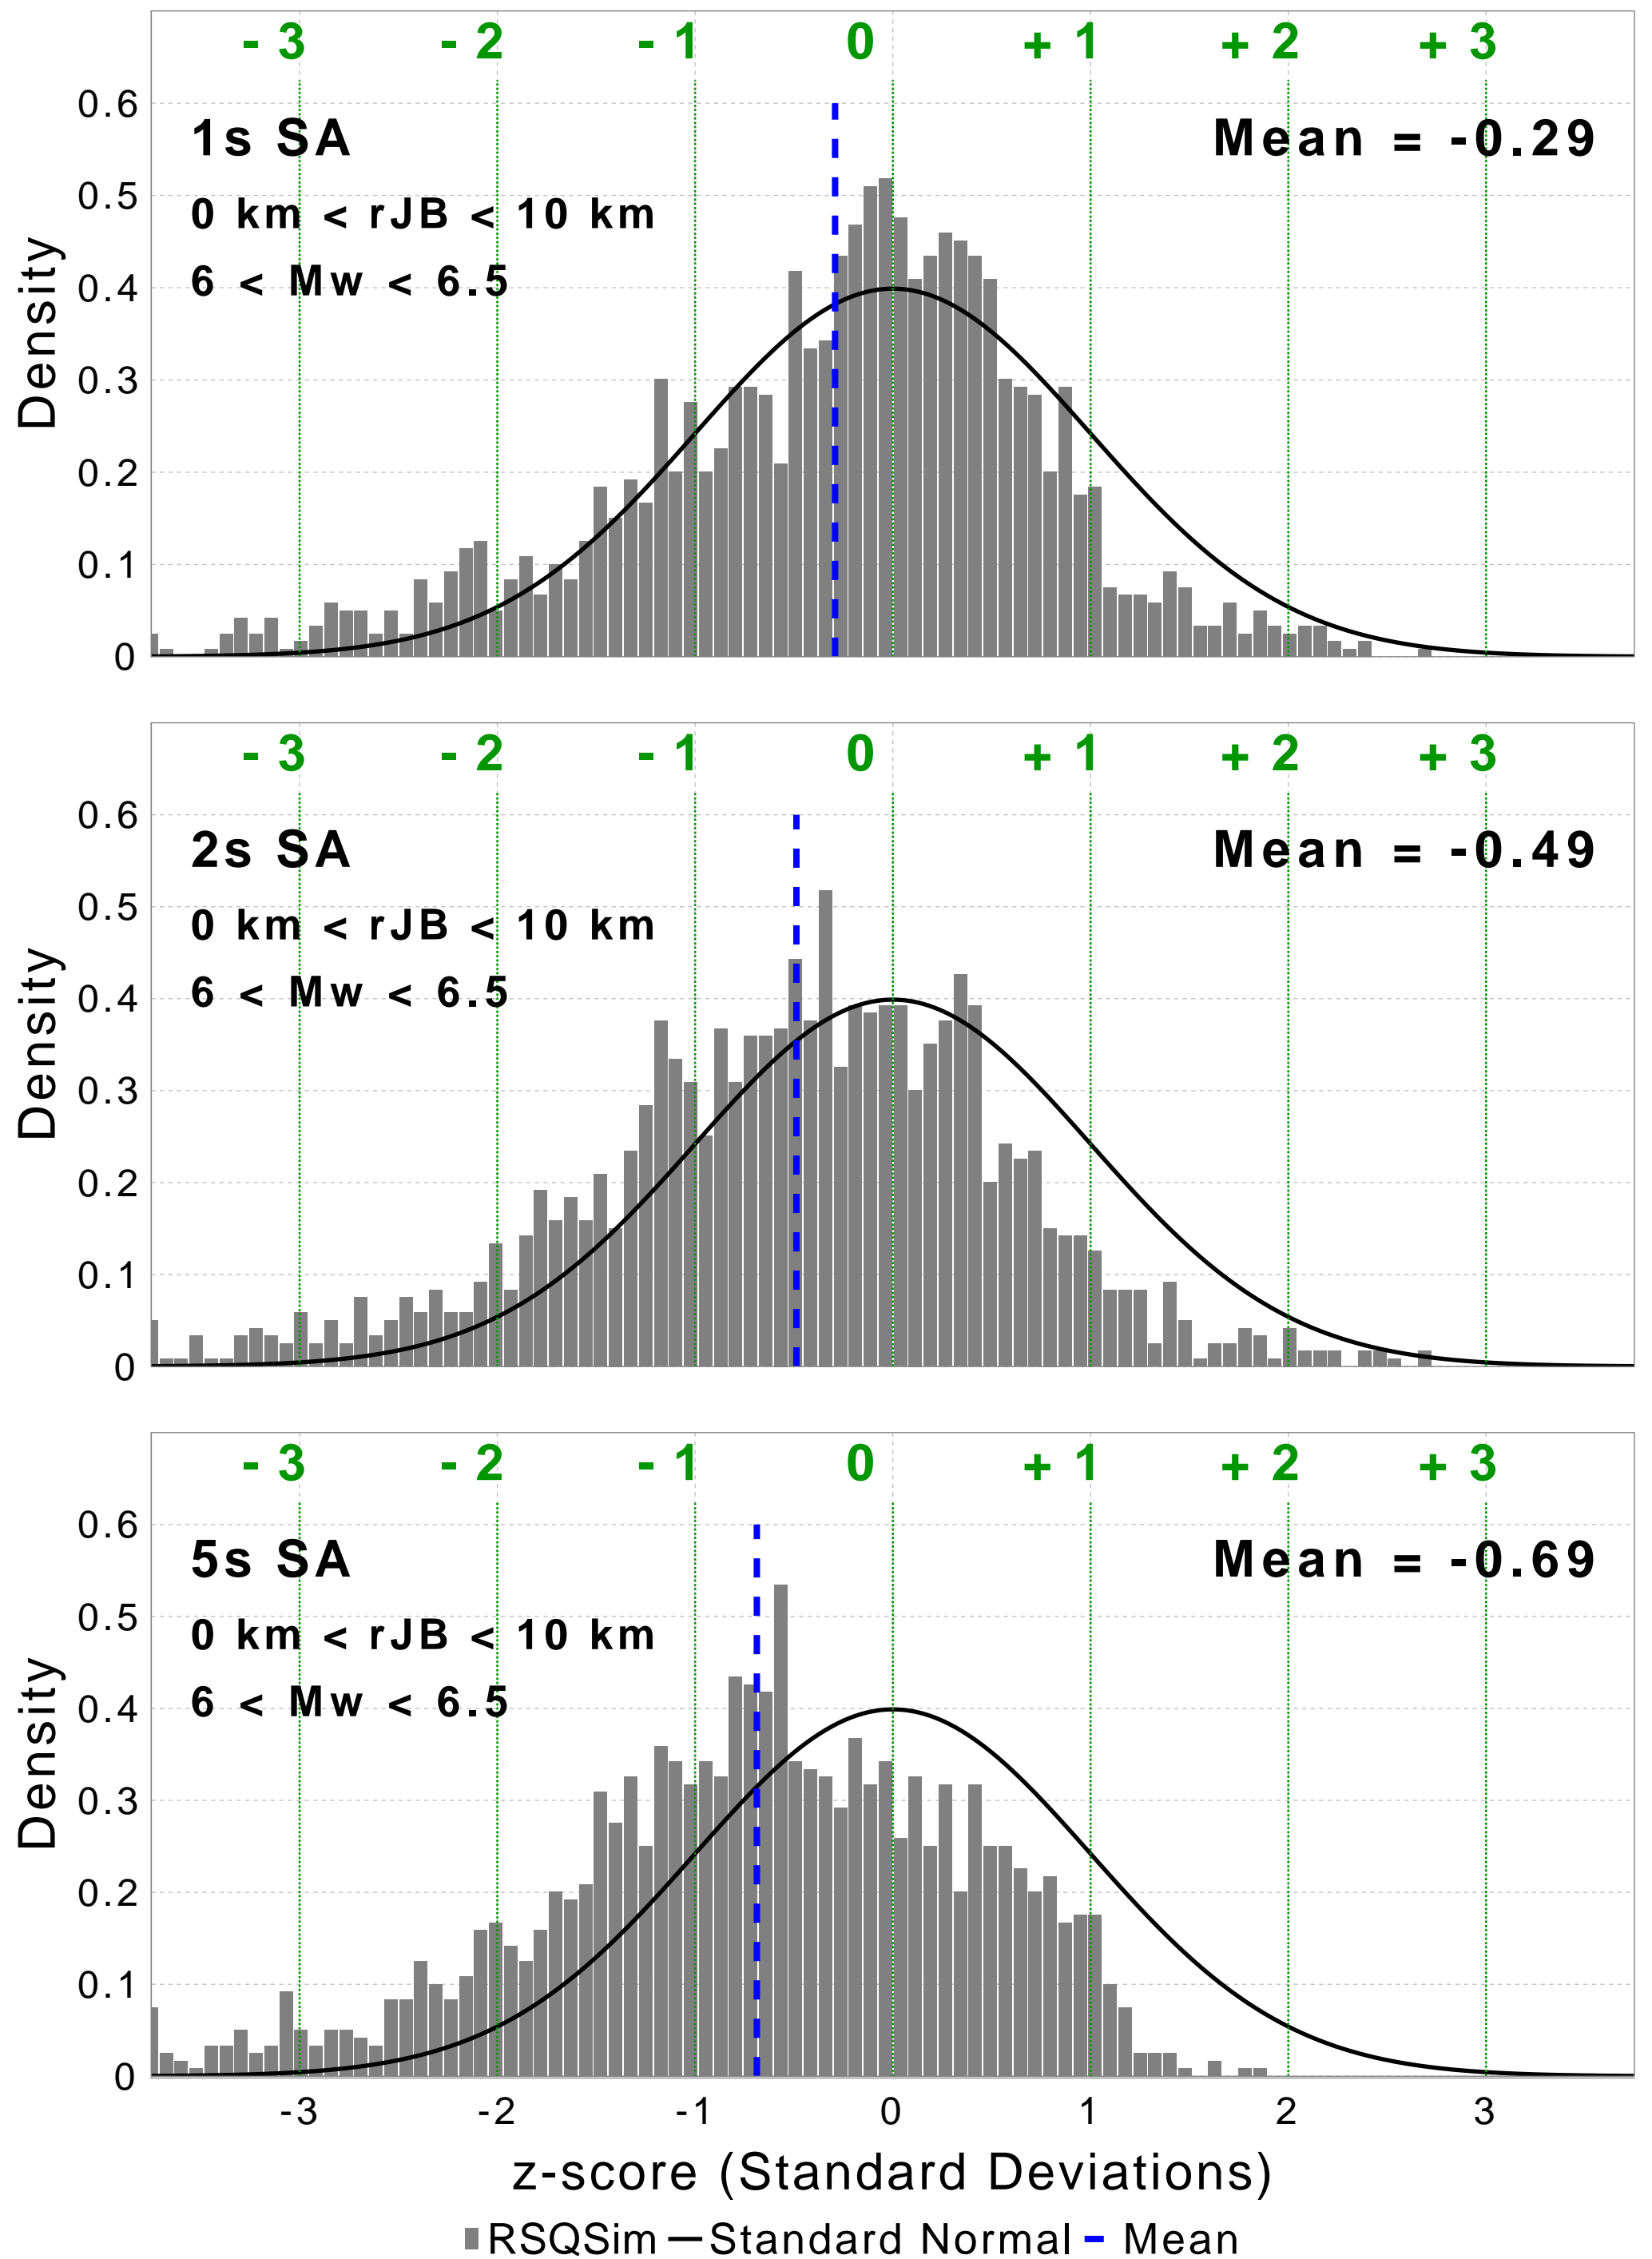 - 3 - 2 - 1 0 + 1 + 2 + 3
0.6
1s SA Mean = -0.29
0.5
0 km < rJB < 10 km
6 < Mw < 6.5
0.4
Density
0.3
0.2
0.1
0
- 3 - 2 - 1 0 + 1 + 2 + 3
0.6
2s SA Mean = -0.49
0.5
0 km < rJB < 10 km
6 < Mw < 6.5
0.4
Density
0.3
0.2
0.1
0
- 3 - 2 - 1 0 + 1 + 2 + 3
0.6
5s SA Mean = -0.69
0.5
0 km < rJB < 10 km
6 < Mw < 6.5
0.4
Density
0.3
0.2
0.1
0
-3 -2 -1 0 1 2 3
z-score (Standard Deviations)
RSQSim Standard Normal Mean